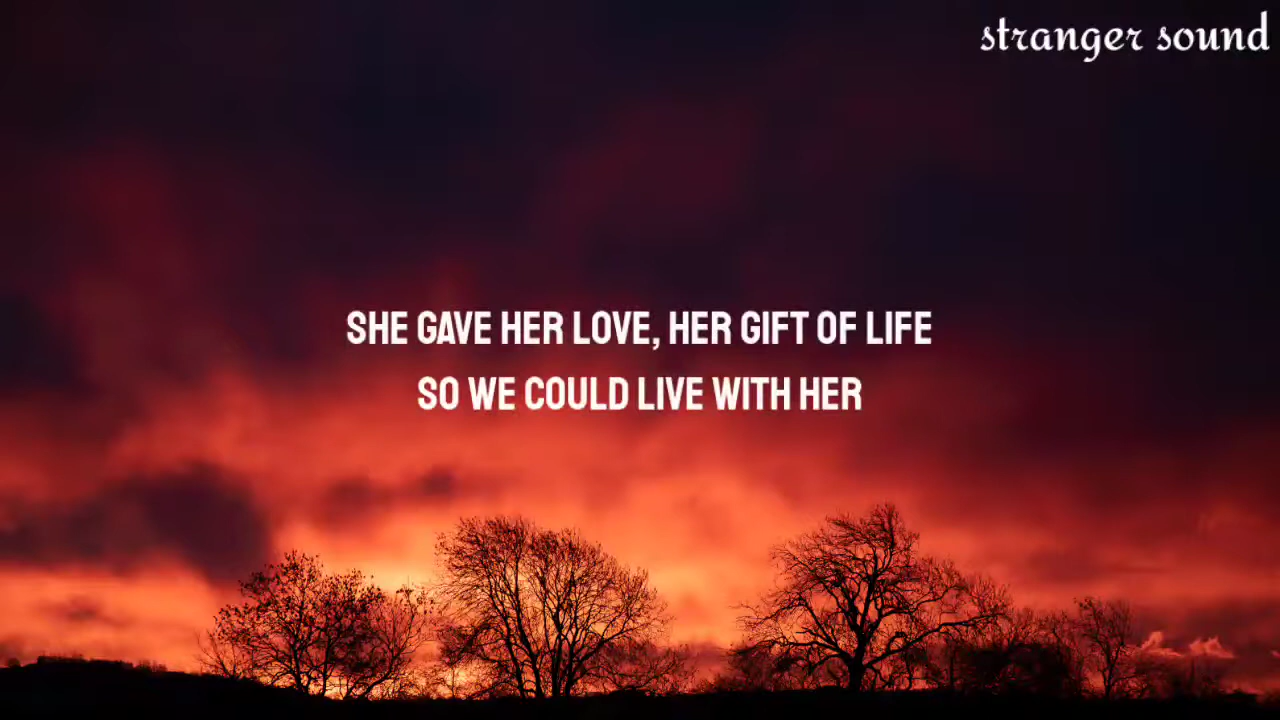 stranger sound
SHE GAVE HER LOVE, HER GIFT OF LIFE
SO WE COULD LIVE WITH HER